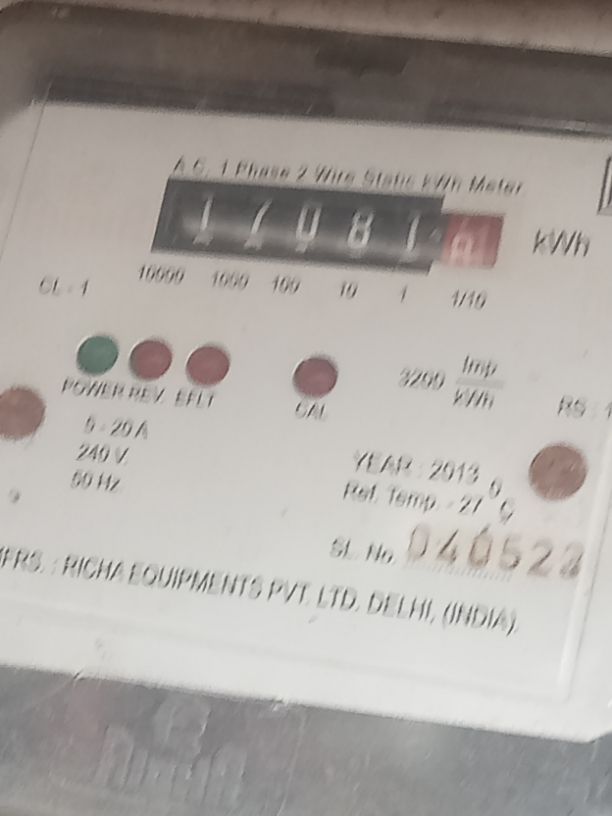 A.C. 1 Phase 2 Wire Static kWh Meter
17081 kWh
10000 1000 100 10 1 1/10
CL - 1
POWER REV. EFLT CAL
3200 Imp/kWh
5 - 20 A
240 V.
50 Hz
YEAR : 2013
Ref. Temp. - 27°C
SL. No. 040522
MFRS. : RICHA EQUIPMENTS PVT. LTD. DELHI, (INDIA).